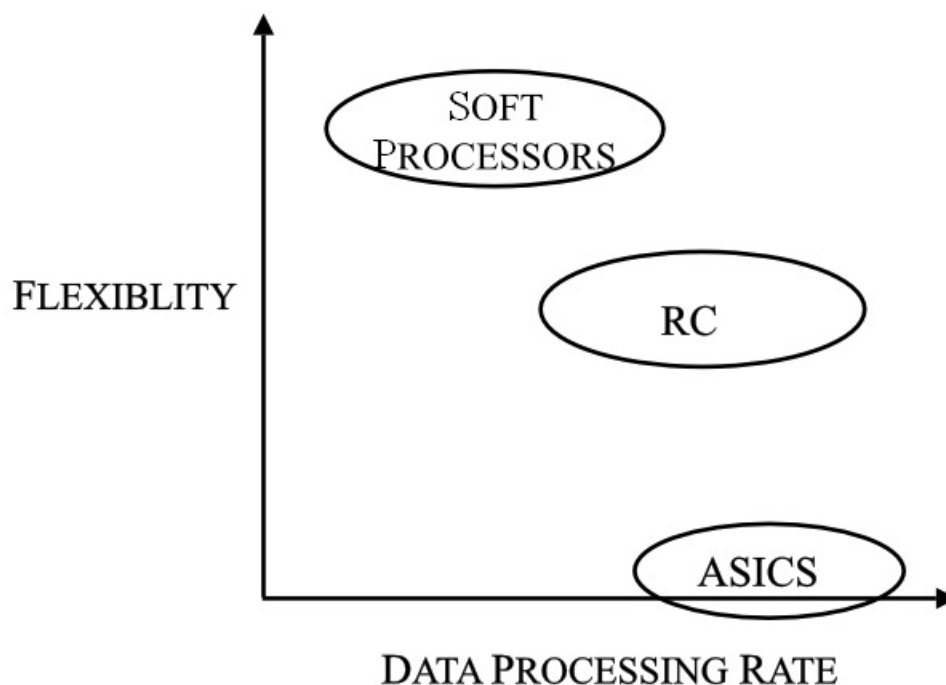 SOFT
PROCESSORS
FLEXIBLITY
RC
ASICS
DATA PROCESSING RATE